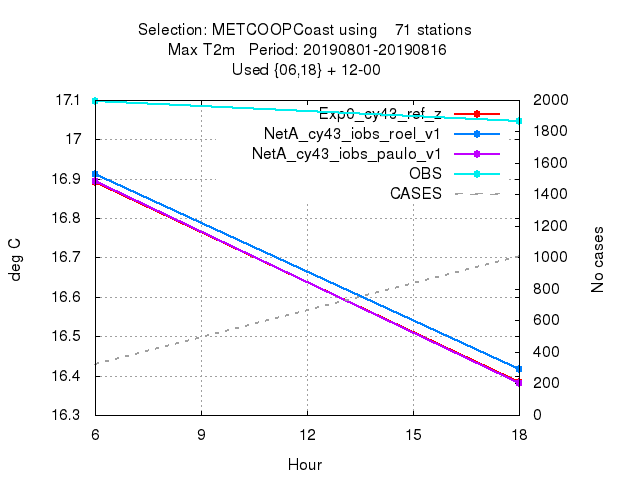 Selection: METCOOPCoast using 71 stations
Max T2m Period: 20190801-20190816
Used {06,18} + 12-00
17.1
17
16.9
16.8
16.7
16.6
16.5
16.4
16.3
deg C
Exp0_cy43_ref_z
NetA_cy43_iobs_roel_v1
NetA_cy43_iobs_paulo_v1
OBS
CASES
2000
1800
1600
1400
1200
1000
800
600
400
200
0
No cases
6 9 12 15 18
Hour